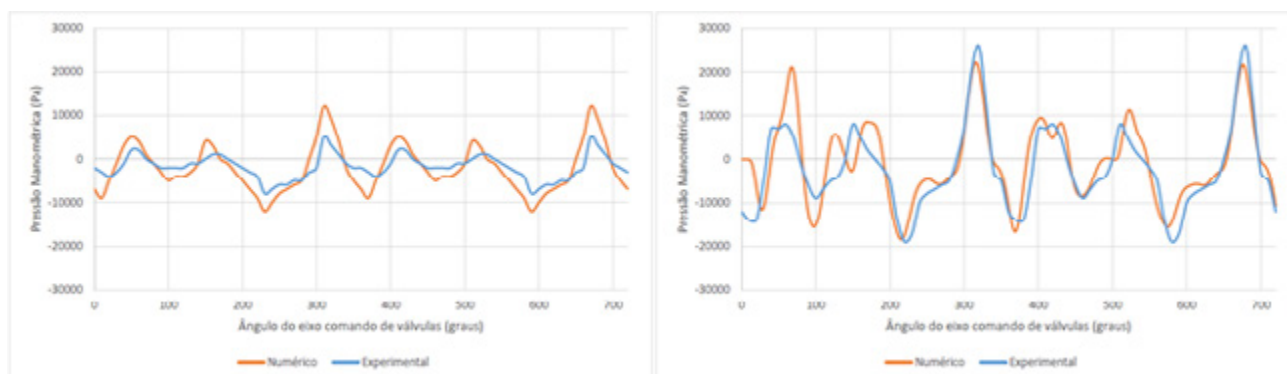 30000
20000
10000
0
-10000
-20000
-30000
Pressão Manométrica (Pa)
0 100 200 300 400 500 600 700
Ângulo do eixo comando de válvulas (graus)
Numérico Experimental
30000
20000
10000
0
-10000
-20000
-30000
Pressão Manométrica (Pa)
0 100 200 300 400 500 600 700
Ângulo do eixo comando de válvulas (graus)
Numérico Experimental